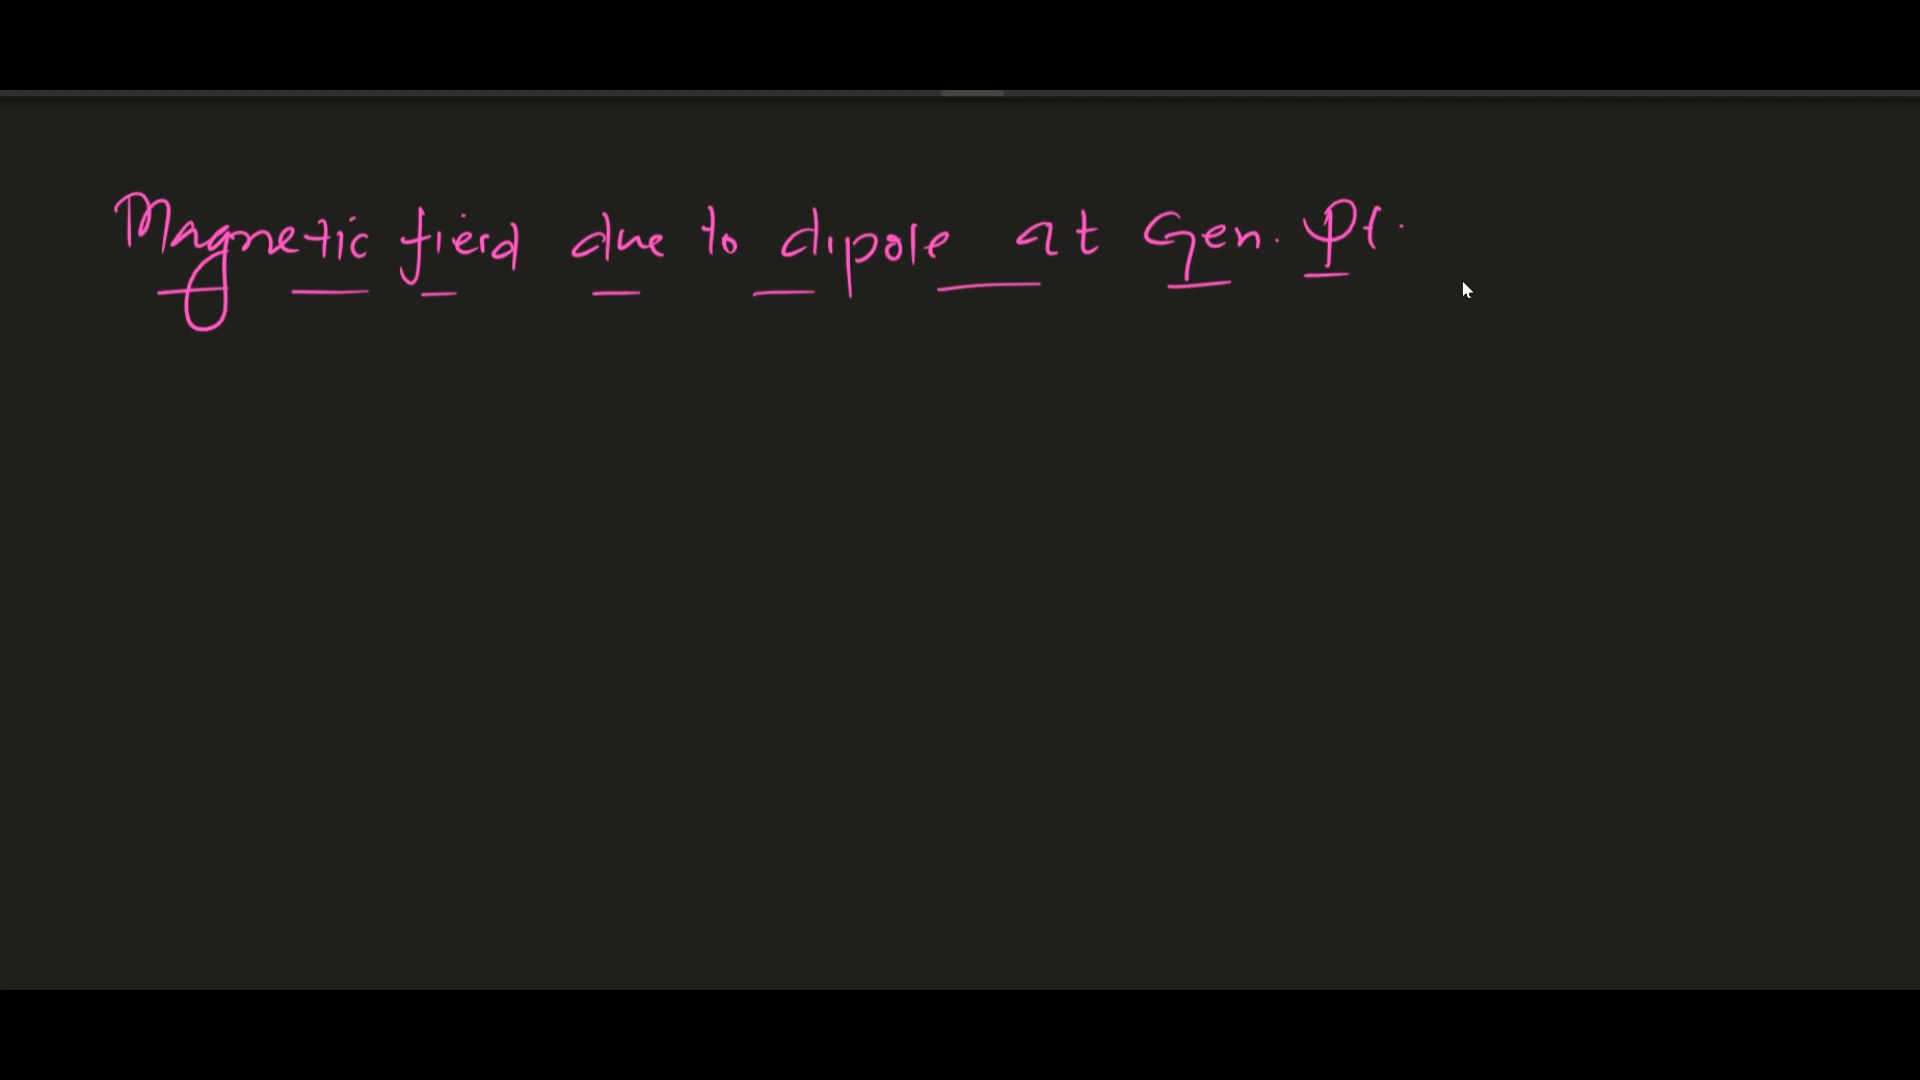 Magnetic field due to dipole at Gen. Pt.